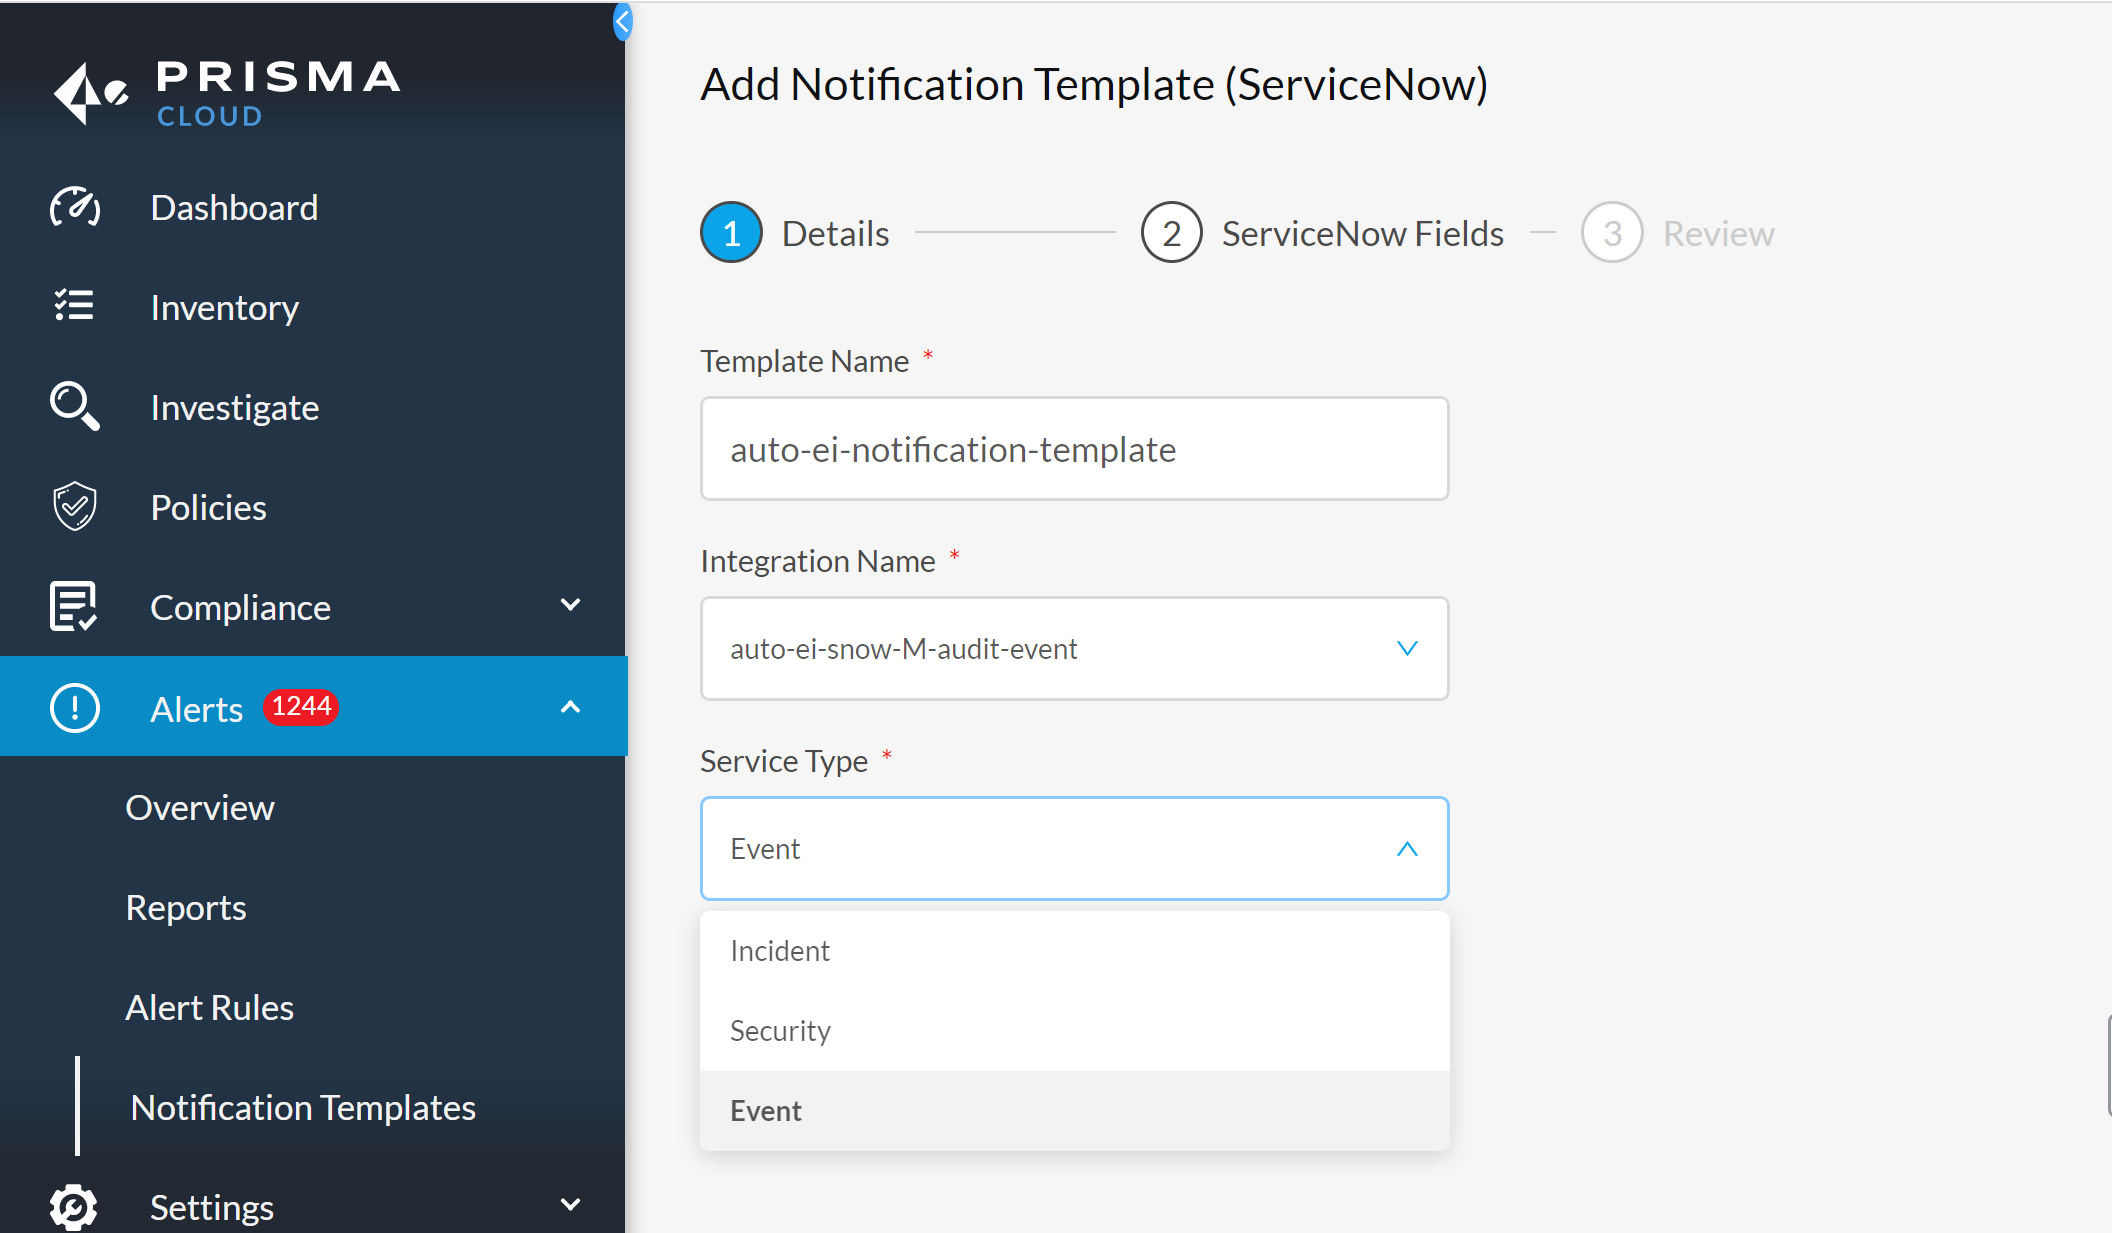 PRISMA
CLOUD
Dashboard
Inventory
Investigate
Policies
Compliance
Alerts 1244
Overview
Reports
Alert Rules
Notification Templates
Settings
Add Notification Template (ServiceNow)
1 Details 2 ServiceNow Fields 3 Review
Template Name *
auto-ei-notification-template
Integration Name *
auto-ei-snow-M-audit-event
Service Type *
Event
Incident
Security
Event